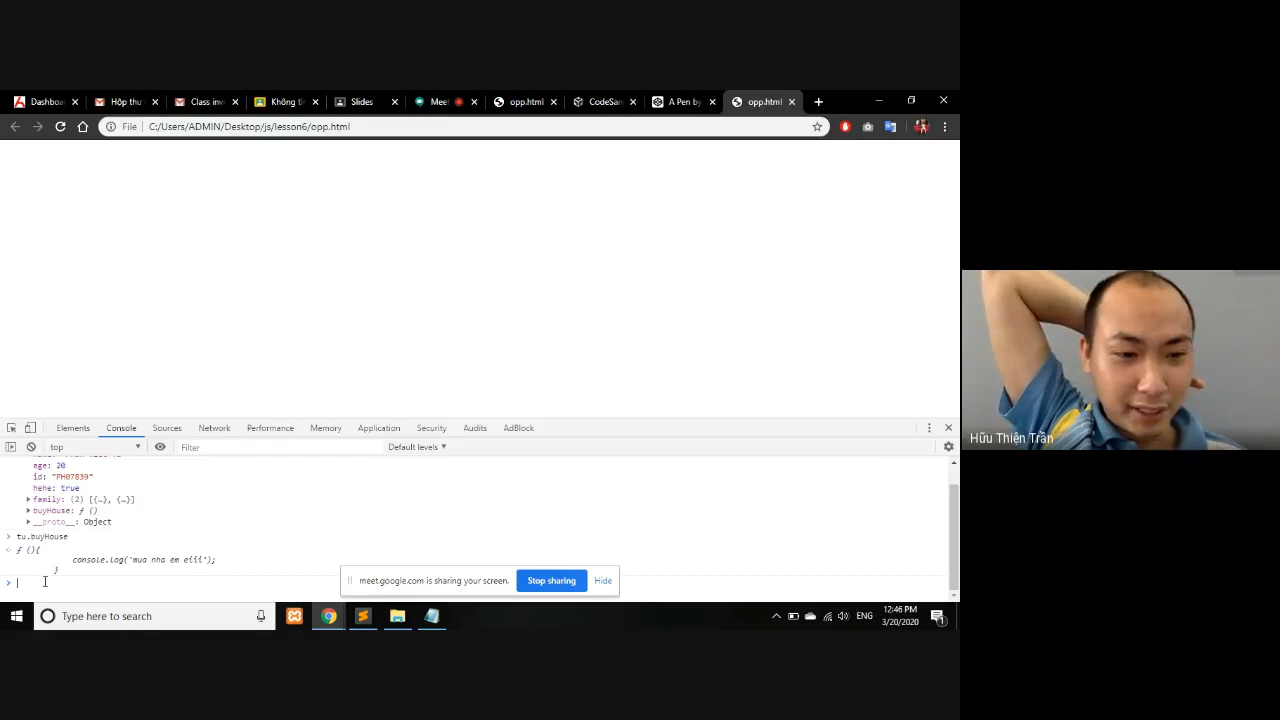 Dashboa
Hộp thư
Class inv
Không tiê
Slides
Meet
opp.html
CodeSan
A Pen by
opp.html
File
C:/Users/ADMIN/Desktop/js/lesson6/opp.html
Elements
Console
Sources
Network
Performance
Memory
Application
Security
Audits
AdBlock
top
Filter
Default levels
age: 20
id: "PH07839"
hehe: true
family: (2) [{…}, {…}]
buyHouse: ƒ ()
__proto__: Object
tu.buyHouse
ƒ (){
console.log('mua nha em eiii');
}
meet.google.com is sharing your screen.
Stop sharing
Hide
Type here to search
ENG
12:46 PM
3/20/2020
1
Hữu Thiện Trần